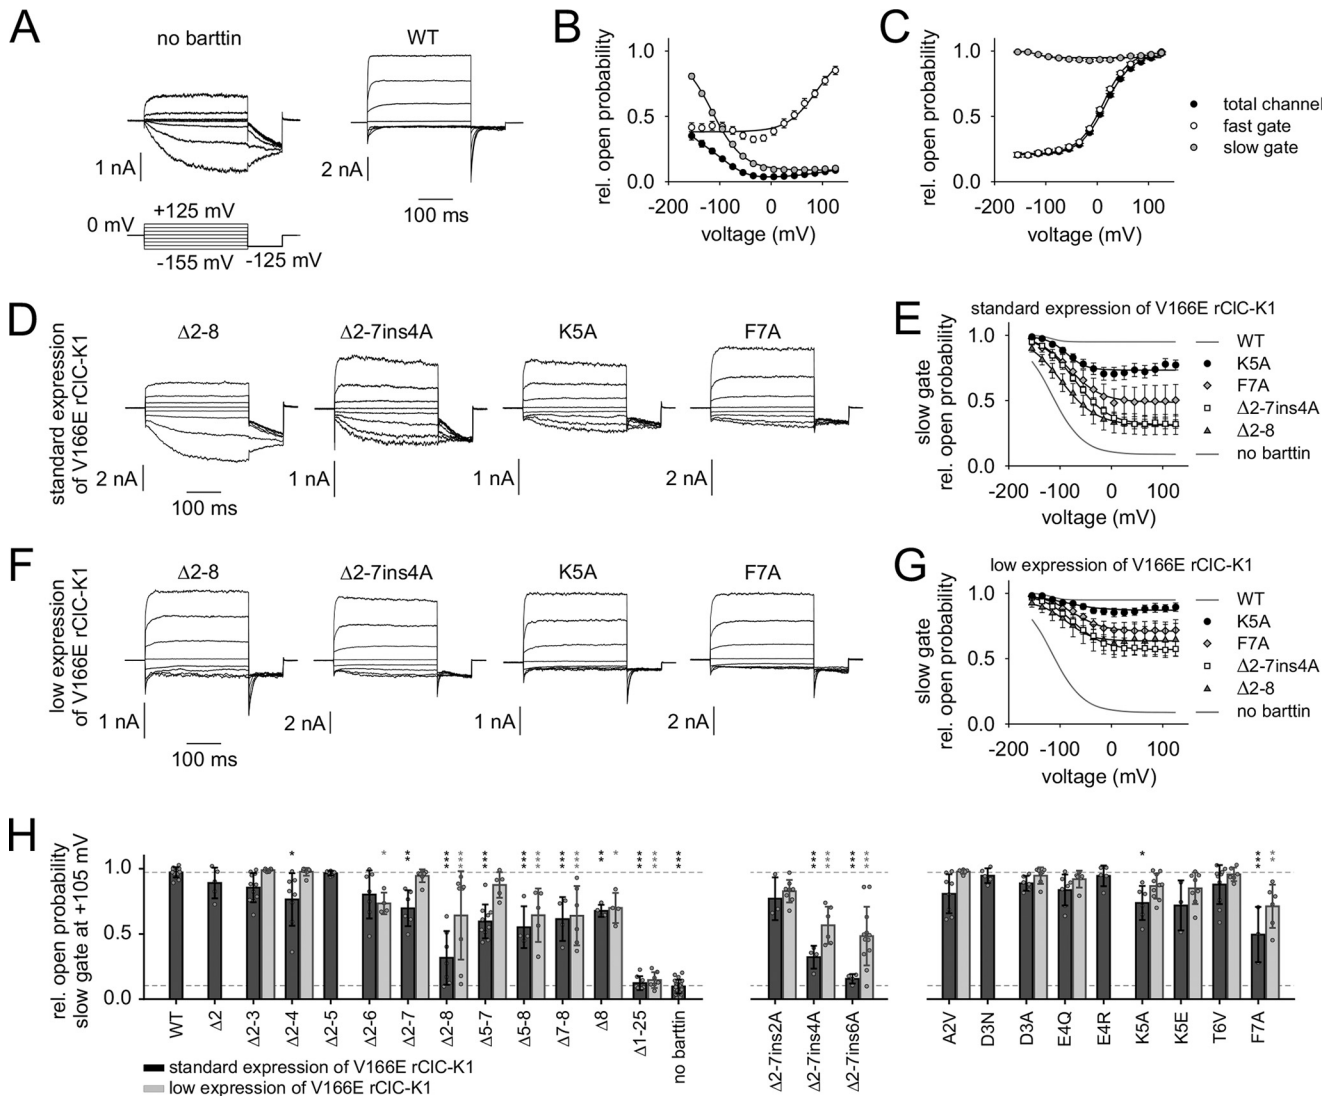 A
no barttin
WT
1 nA
2 nA
100 ms
0 mV
+125 mV
-155 mV
-125 mV
B
rel. open probability
1.0
0.5
0.0
-200
-100
0
100
voltage (mV)
C
rel. open probability
1.0
0.5
0.0
-200
-100
0
100
voltage (mV)
total channel
fast gate
slow gate
D
standard expression
of V166E rClC-K1
Δ2-8
Δ2-7ins4A
K5A
F7A
2 nA
1 nA
1 nA
2 nA
100 ms
E
standard expression of V166E rClC-K1
slow gate
rel. open probability
1.0
0.5
0.0
-200
-100
0
100
voltage (mV)
WT
K5A
F7A
Δ2-7ins4A
Δ2-8
no barttin
F
low expression
of V166E rClC-K1
Δ2-8
Δ2-7ins4A
K5A
F7A
1 nA
2 nA
1 nA
2 nA
100 ms
G
low expression of V166E rClC-K1
slow gate
rel. open probability
1.0
0.5
0.0
-200
-100
0
100
voltage (mV)
WT
K5A
F7A
Δ2-7ins4A
Δ2-8
no barttin
H
rel. open probability
slow gate at +105 mV
1.0
0.5
0.0
* * ** *** *** *** *** *** *** *** ** * *** *** ***
*** *** *** ***
* *** **
WT
Δ2
Δ2-3
Δ2-4
Δ2-5
Δ2-6
Δ2-7
Δ2-8
Δ5-7
Δ5-8
Δ7-8
Δ8
Δ1-25
no barttin
Δ2-7ins2A
Δ2-7ins4A
Δ2-7ins6A
A2V
D3N
D3A
E4Q
E4R
K5A
K5E
T6V
F7A
standard expression of V166E rClC-K1
low expression of V166E rClC-K1